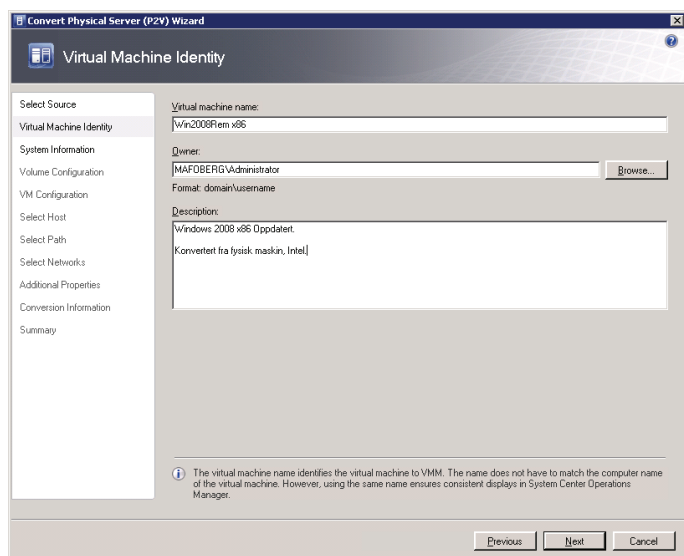 Convert Physical Server (P2V) Wizard
Virtual Machine Identity
Select Source
Virtual Machine Identity
System Information
Volume Configuration
VM Configuration
Select Host
Select Path
Select Networks
Additional Properties
Conversion Information
Summary
Virtual machine name:
Win2008Rem x86
Owner:
MAFOBERG\Administrator
Browse...
Format: domain\username
Description:
Windows 2008 x86 Oppdatert.
Konvertert fra fysisk maskin, Intel.
The virtual machine name identifies the virtual machine to VMM. The name does not have to match the computer name
of the virtual machine. However, using the same name ensures consistent displays in System Center Operations
Manager.
Previous
Next
Cancel